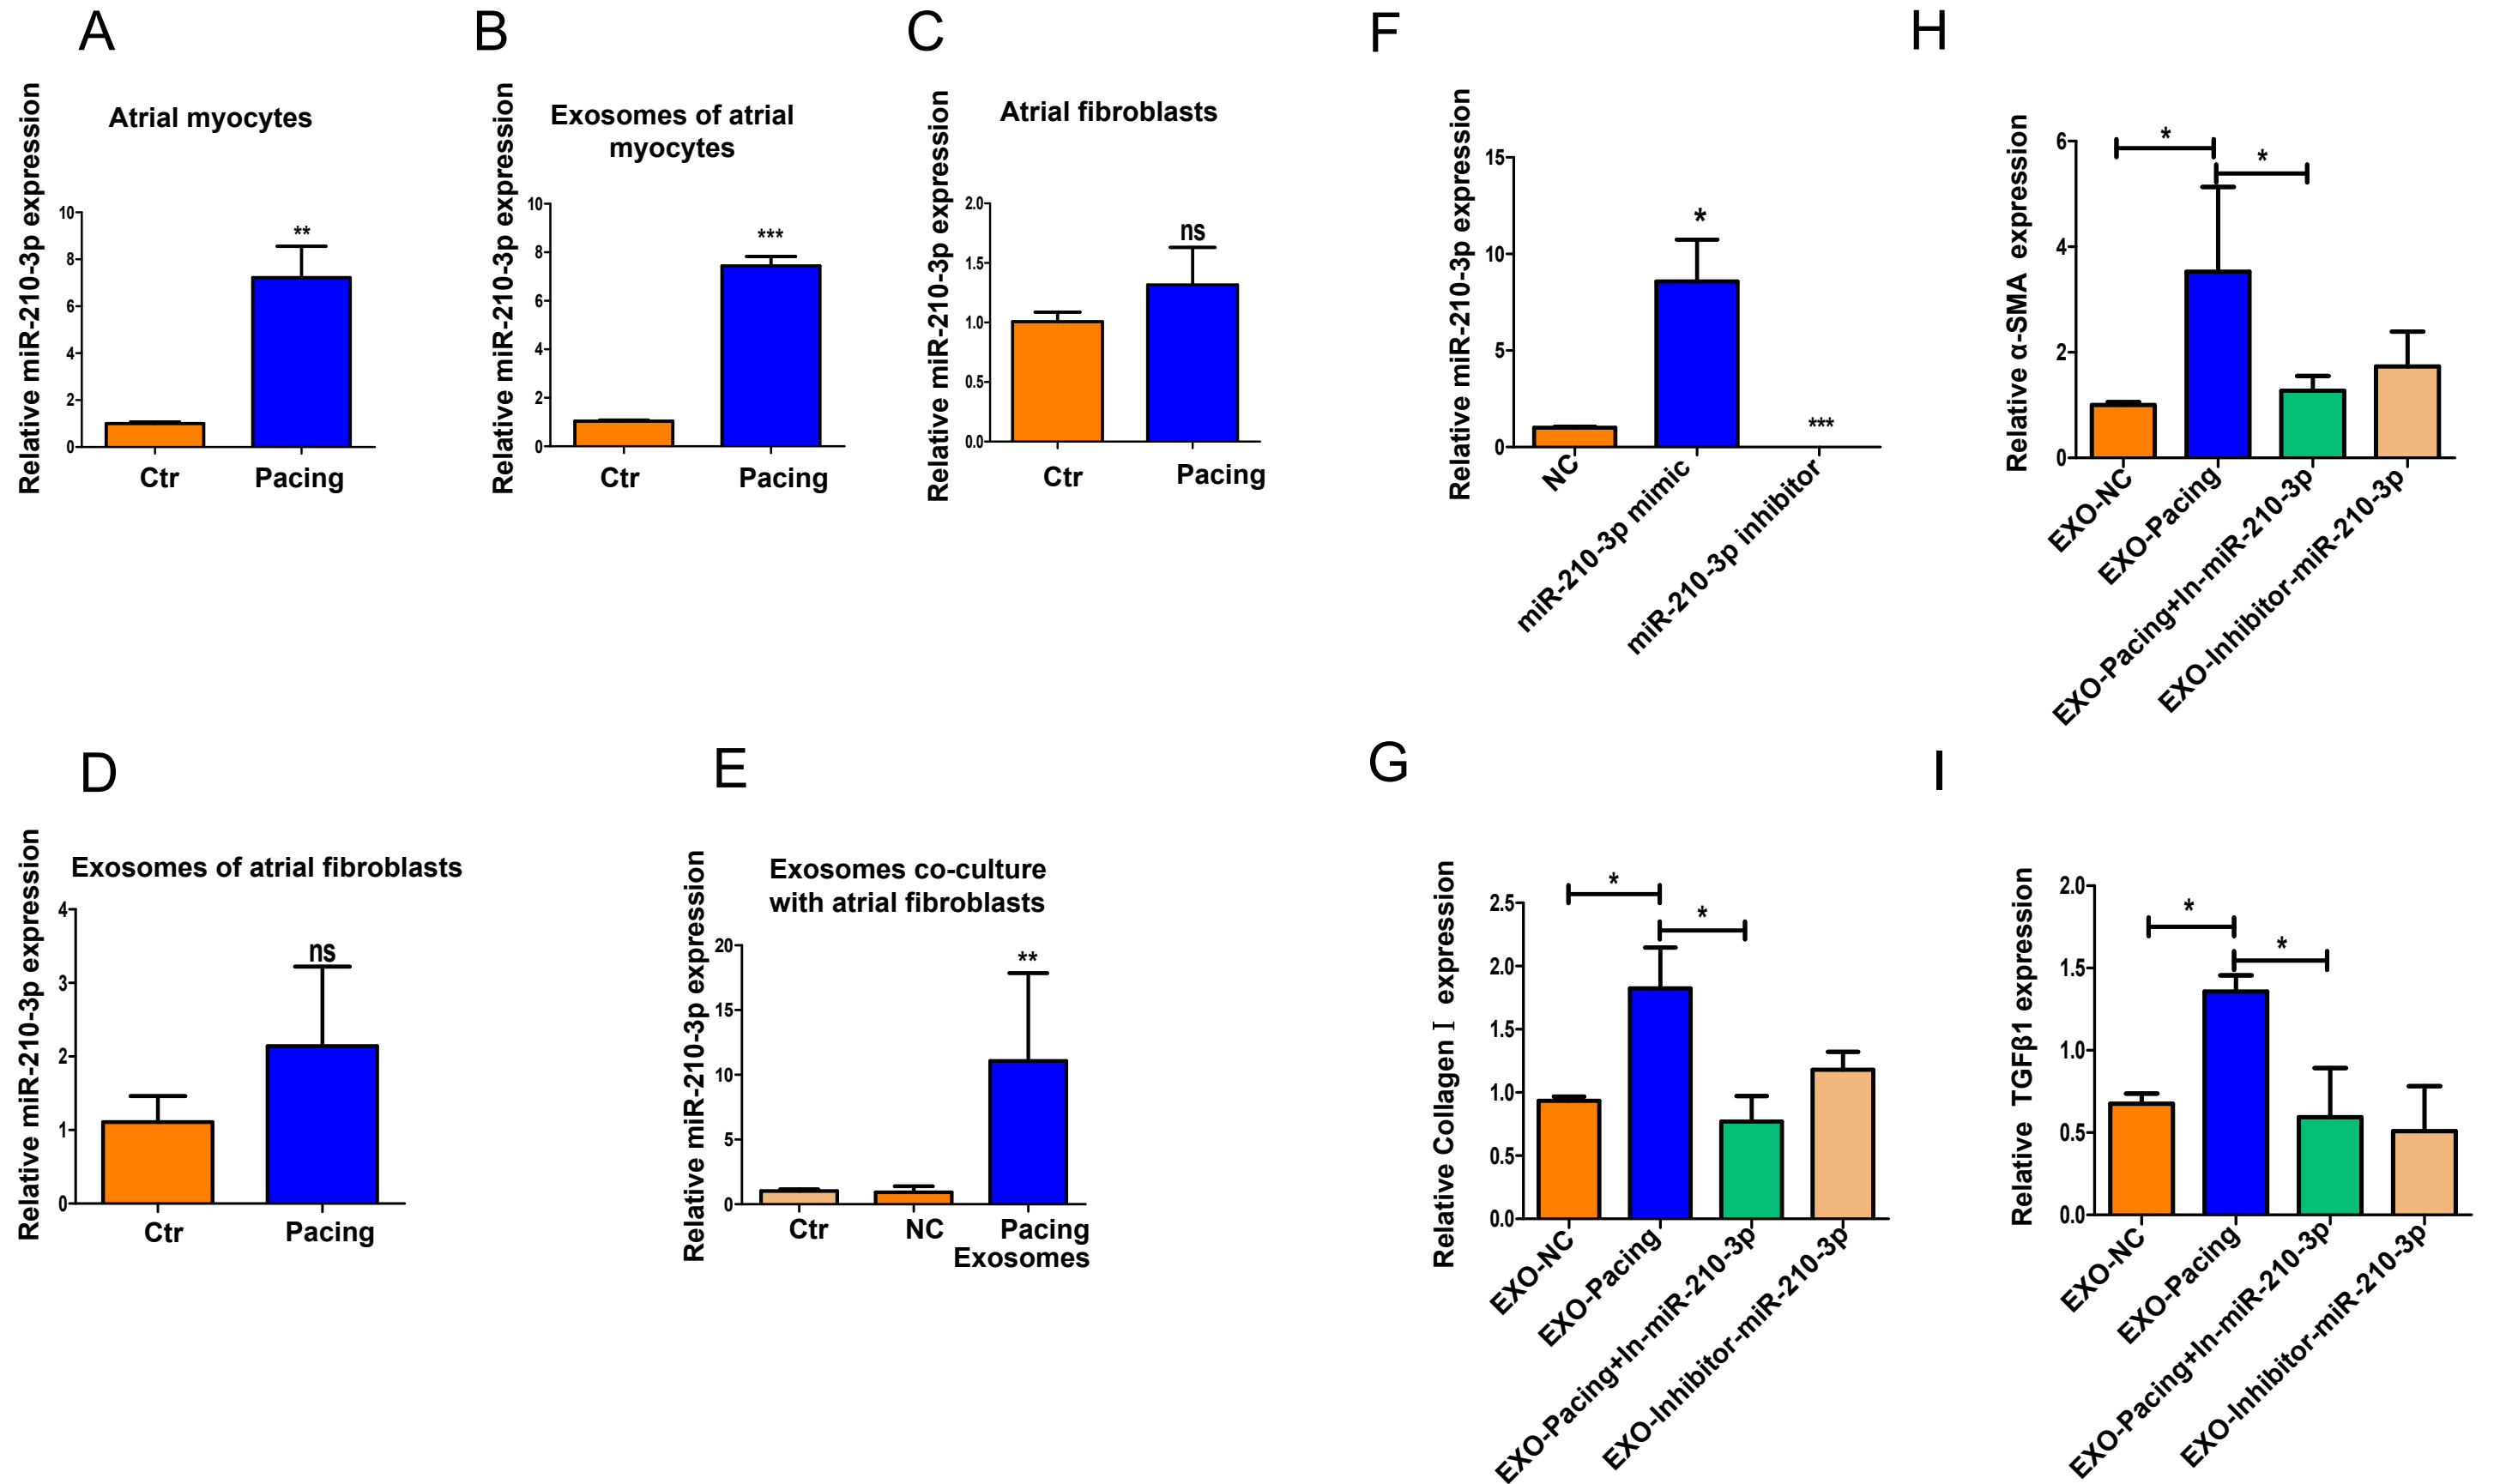 A
Relative miR-210-3p expression
Atrial myocytes
10
8
6
4
2
0
**
Ctr
Pacing
B
Relative miR-210-3p expression
Exosomes of atrial
myocytes
10
8
6
4
2
0
***
Ctr
Pacing
C
Relative miR-210-3p expression
Atrial fibroblasts
2.0
1.5
1.0
0.5
0.0
ns
Ctr
Pacing
F
Relative miR-210-3p expression
15
10
5
0
*
***
NC
miR-210-3p mimic
miR-210-3p inhibitor
H
Relative α-SMA expression
6
4
2
0
*
*
EXO-NC
EXO-Pacing
EXO-Pacing+In-miR-210-3p
EXO-Inhibitor-miR-210-3p
D
Relative miR-210-3p expression
Exosomes of atrial fibroblasts
4
3
2
1
0
ns
Ctr
Pacing
E
Relative miR-210-3p expression
Exosomes co-culture
with atrial fibroblasts
20
15
10
5
0
**
Ctr
NC
Pacing
Exosomes
G
Relative Collagen I expression
2.5
2.0
1.5
1.0
0.5
0.0
*
*
EXO-NC
EXO-Pacing
EXO-Pacing+In-miR-210-3p
EXO-Inhibitor-miR-210-3p
I
Relative TGFβ1 expression
2.0
1.5
1.0
0.5
0.0
*
*
EXO-NC
EXO-Pacing
EXO-Pacing+In-miR-210-3p
EXO-Inhibitor-miR-210-3p